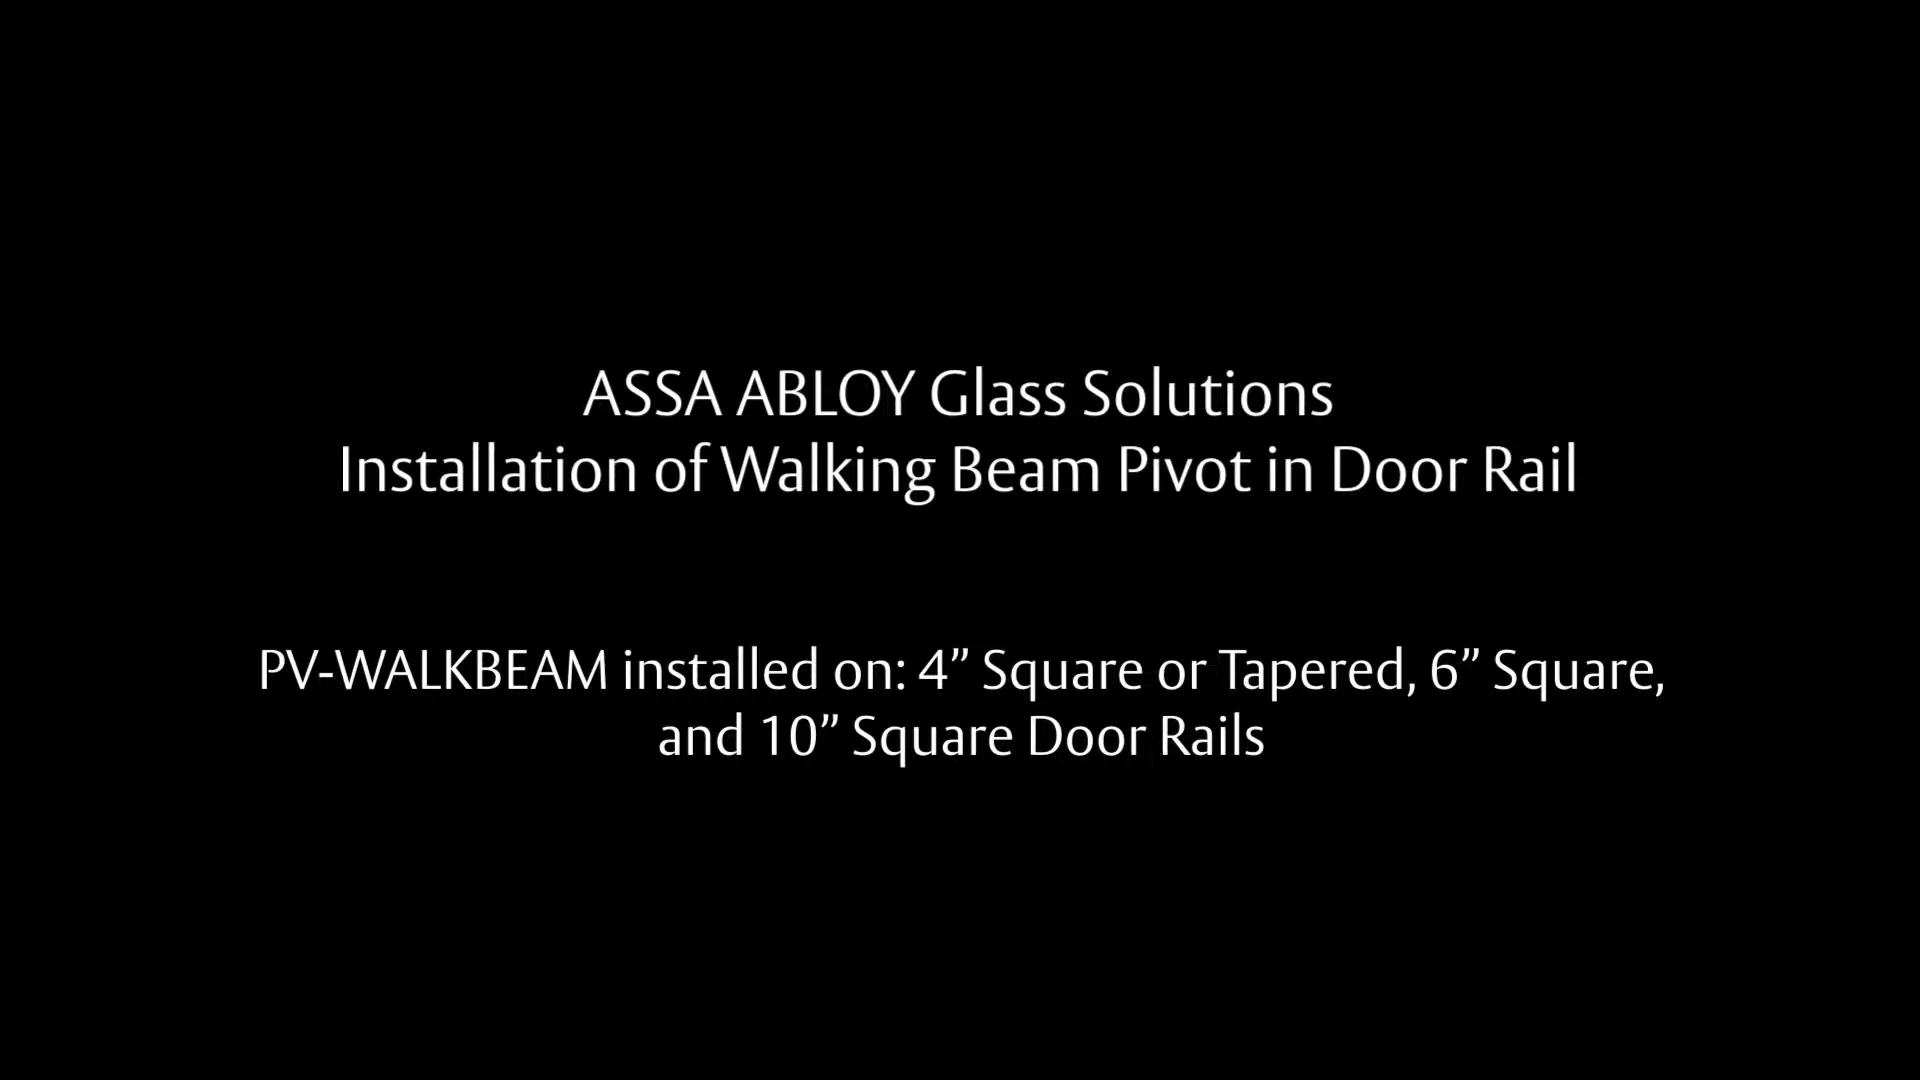 ASSA ABLOY Glass Solutions
Installation of Walking Beam Pivot in Door Rail
PV-WALKBEAM installed on: 4” Square or Tapered, 6” Square,
and 10” Square Door Rails